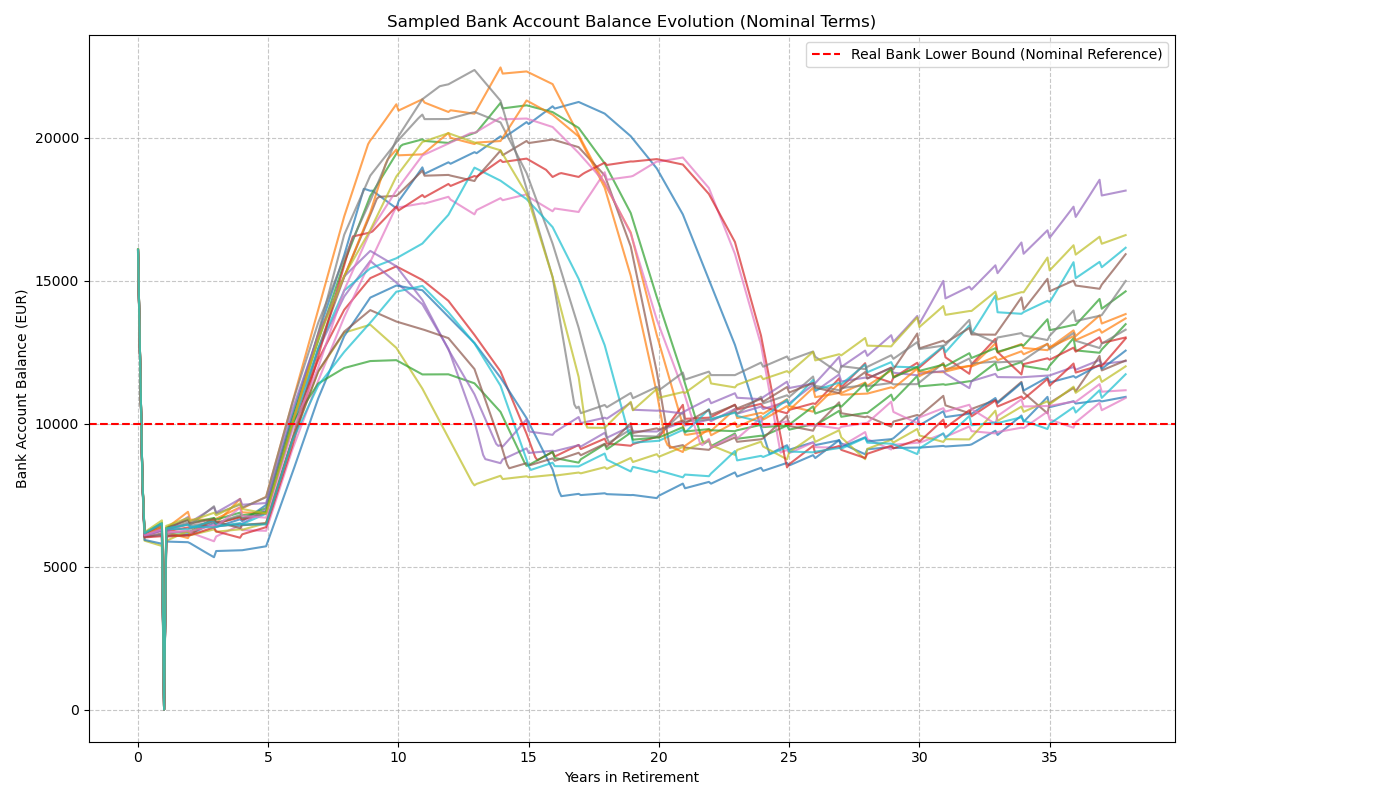 Sampled Bank Account Balance Evolution (Nominal Terms)
Real Bank Lower Bound (Nominal Reference)
Bank Account Balance (EUR)
20000
15000
10000
5000
0
0 5 10 15 20 25 30 35
Years in Retirement